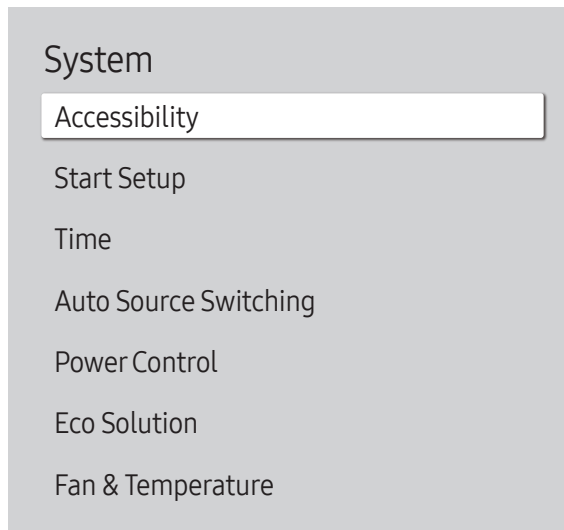 System
Accessibility
Start Setup
Time
Auto Source Switching
Power Control
Eco Solution
Fan & Temperature